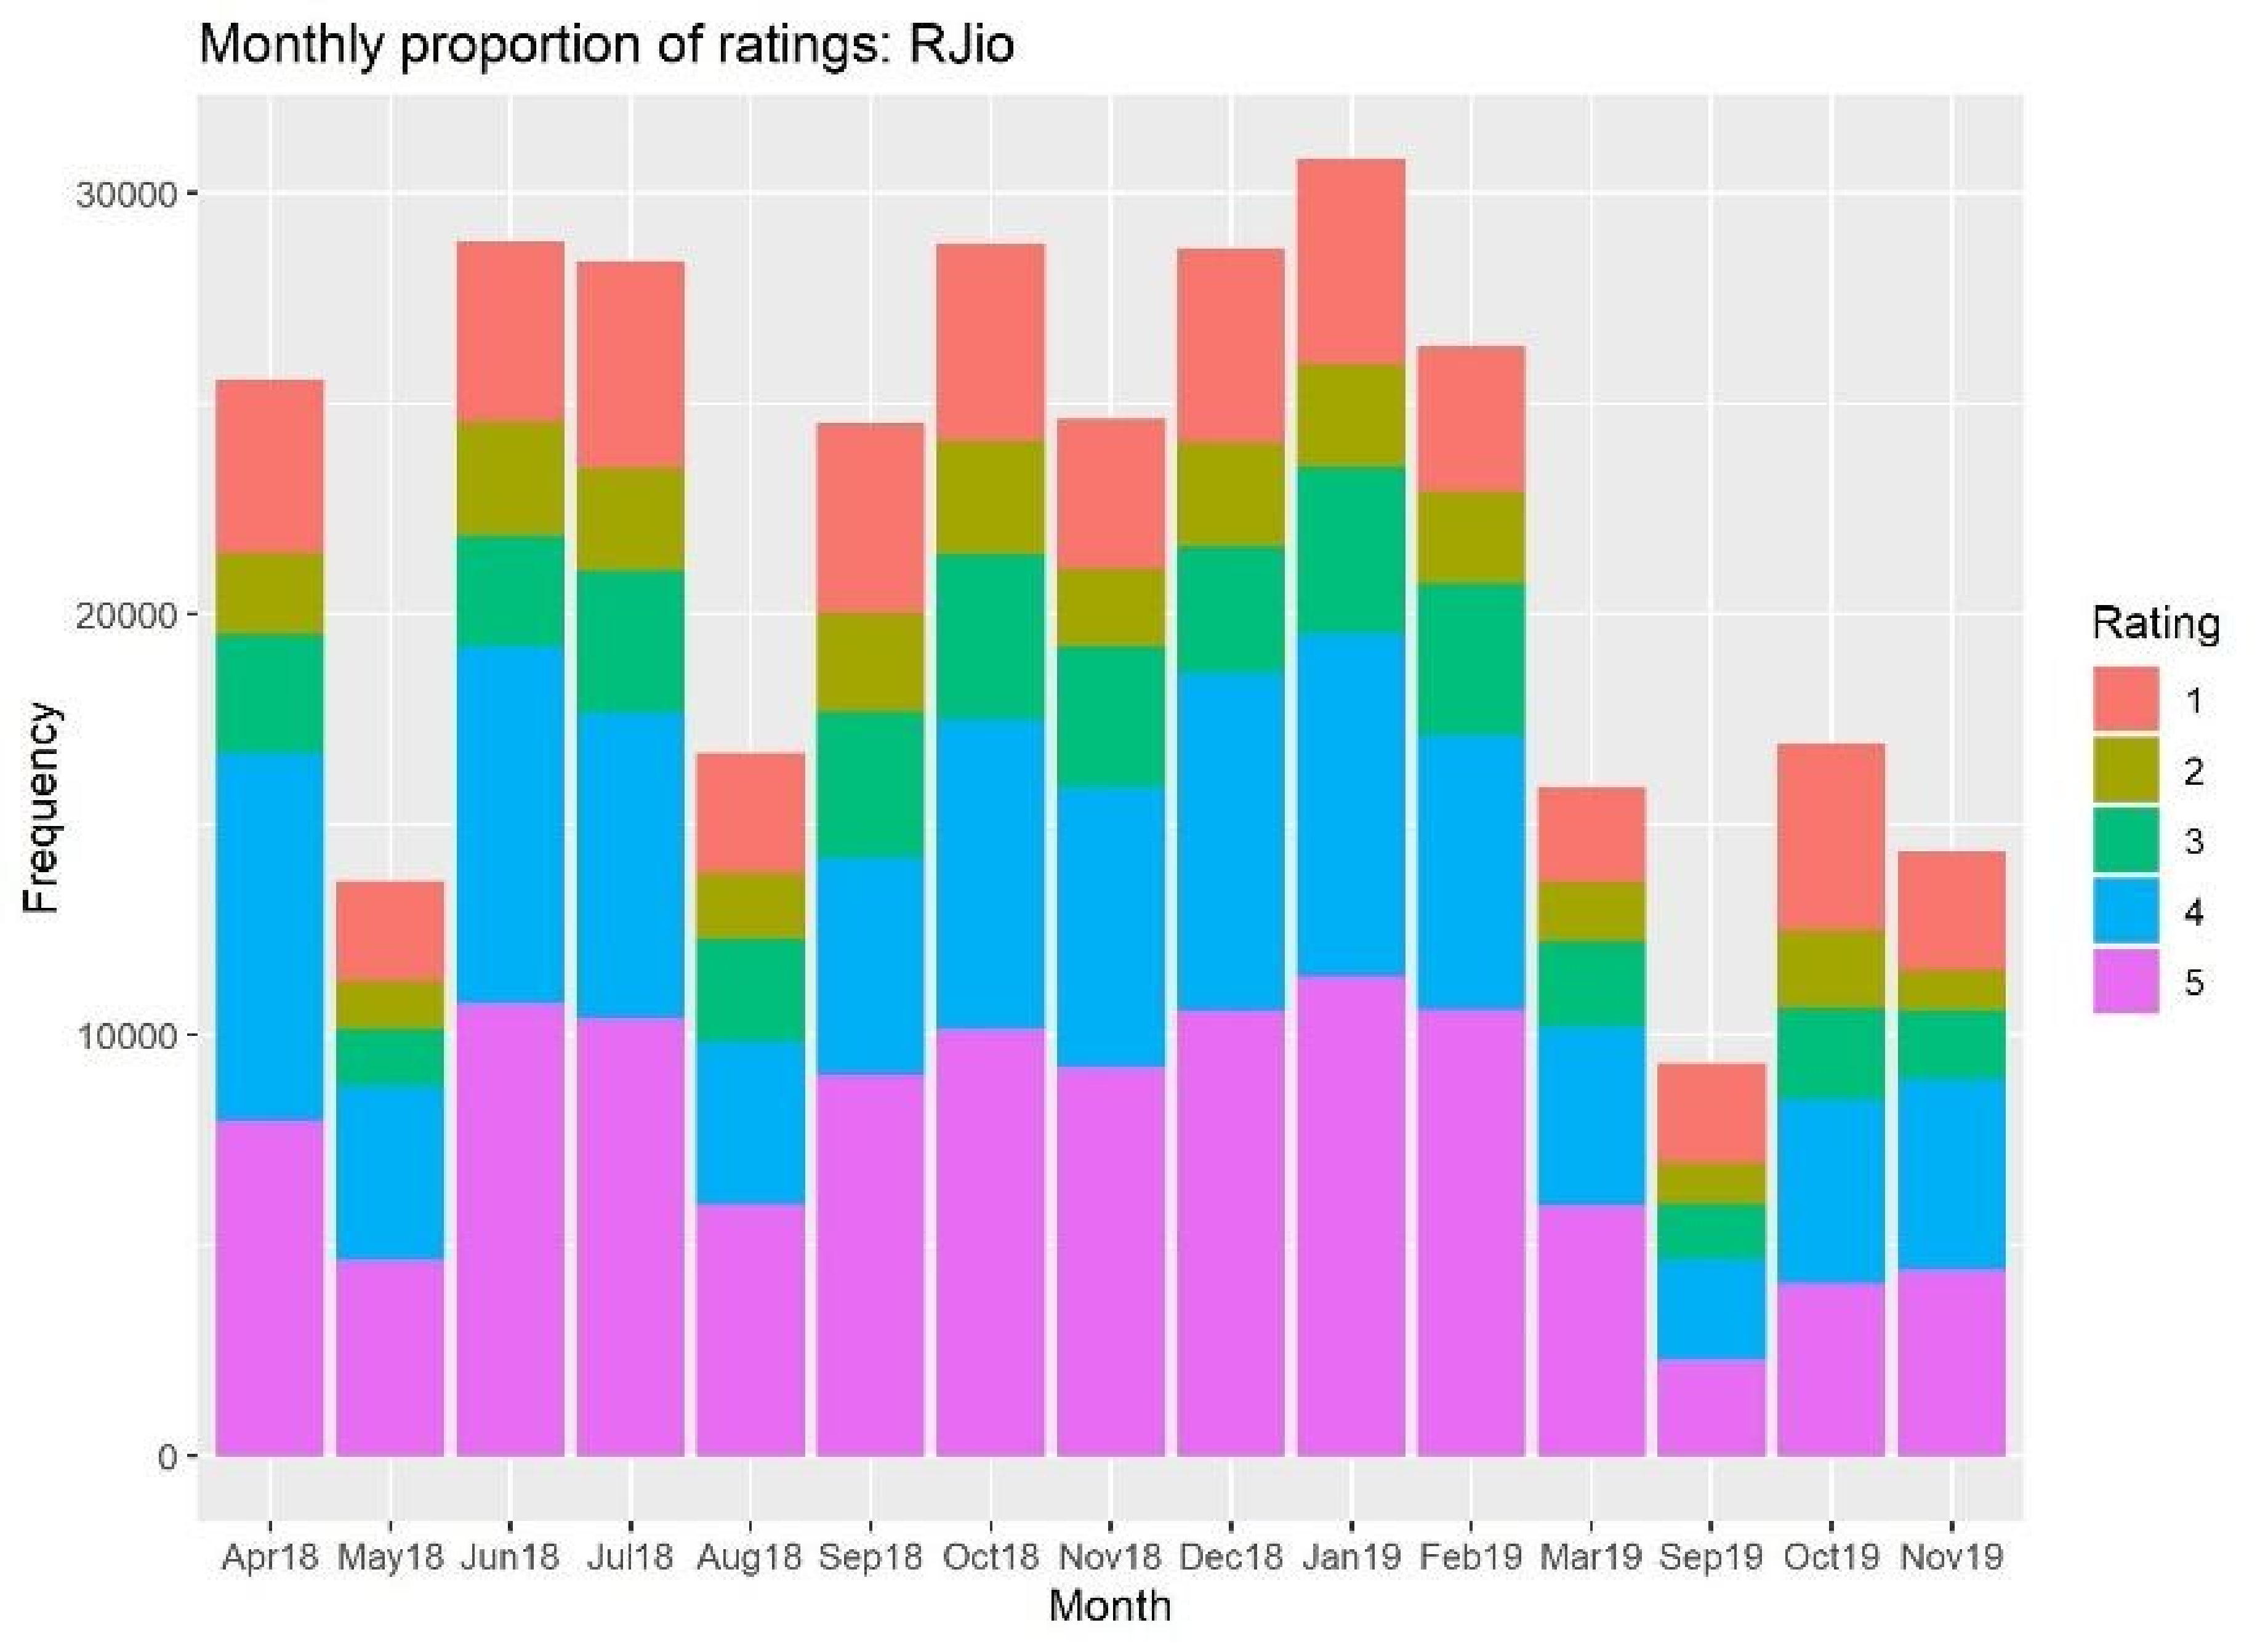 Monthly proportion of ratings: RJio
30000
20000
10000
0
Frequency
Apr18 May18 Jun18 Jul18 Aug18 Sep18 Oct18 Nov18 Dec18 Jan19 Feb19 Mar19 Sep19 Oct19 Nov19
Month
Rating
1
2
3
4
5